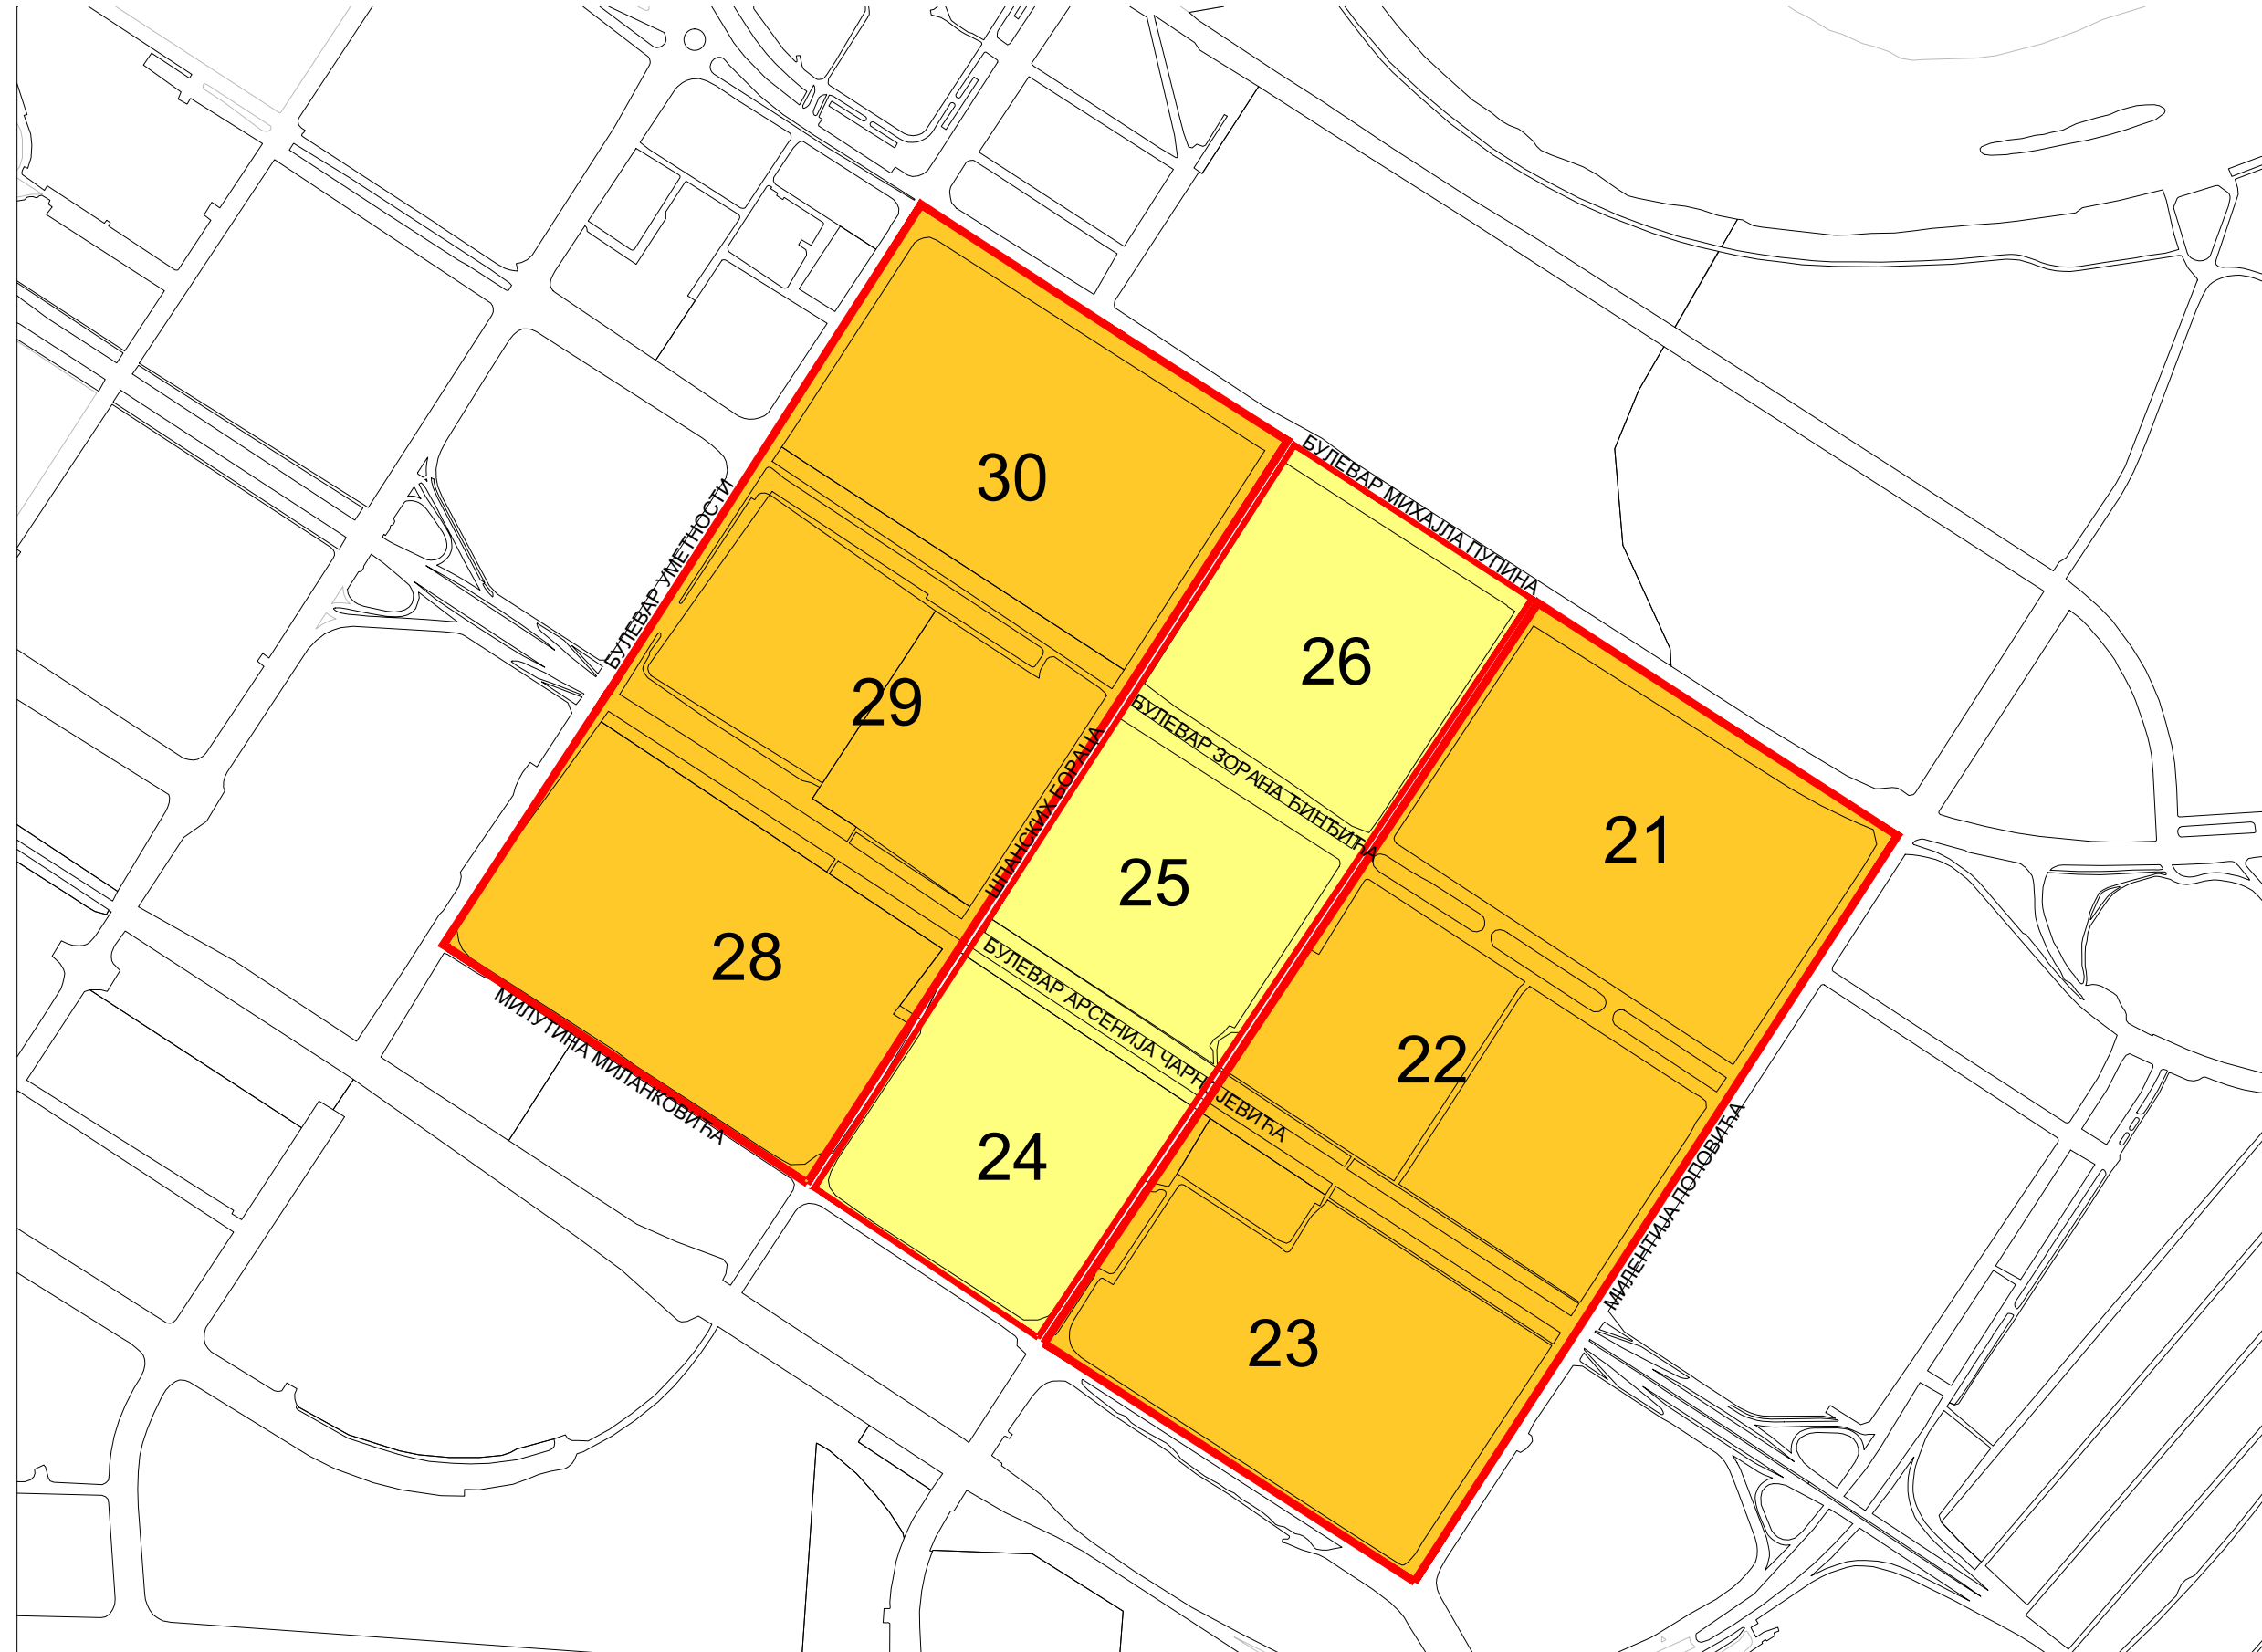 30
БУЛЕВАР МИХАЈЛА ПУПИНА
БУЛЕВАР УМЕТНОСТИ
26
29
БУЛЕВАР ЗОРАНА ЂИНЂИЋА
21
ШПАНСКИХ БОРАЦА
25
28
БУЛЕВАР АРСЕНИЈА ЧАРНОЈЕВИЋА
22
МИЛУТИНА МИЛАНКОВИЋА
24
МИЛЕНТИЈА ПОПОВИЋА
23